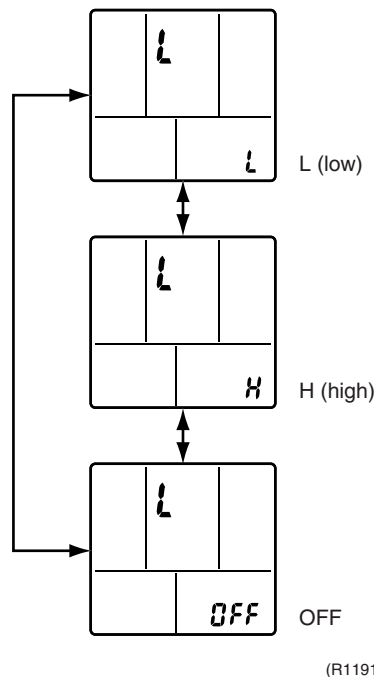 L
L L (low)
L
H H (high)
L
OFF OFF
(R1191